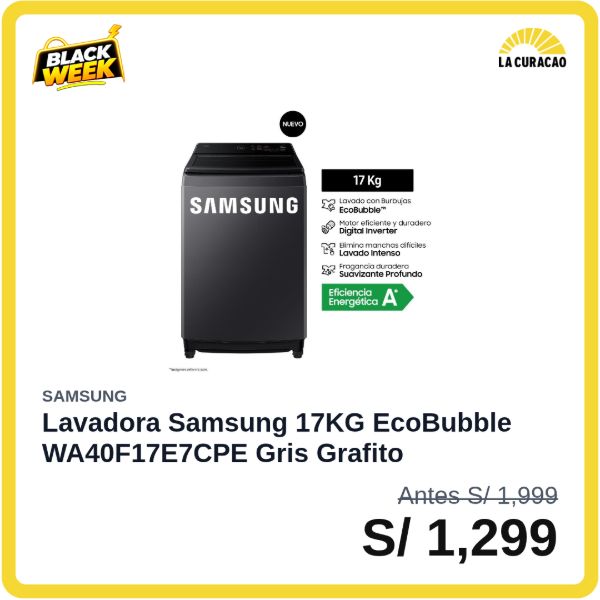 BLACK
WEEK
LA CURACAO
NUEVO
SAMSUNG
17 Kg
Lavado con Burbujas
EcoBubble™
Motor eficiente y duradero
Digital Inverter
Elimina manchas difíciles
Lavado Intenso
Fragancia duradera
Suavizante Profundo
Eficiencia
Energética A*
SAMSUNG
Lavadora Samsung 17KG EcoBubble
WA40F17E7CPE Gris Grafito
Antes S/ 1,999
S/ 1,299